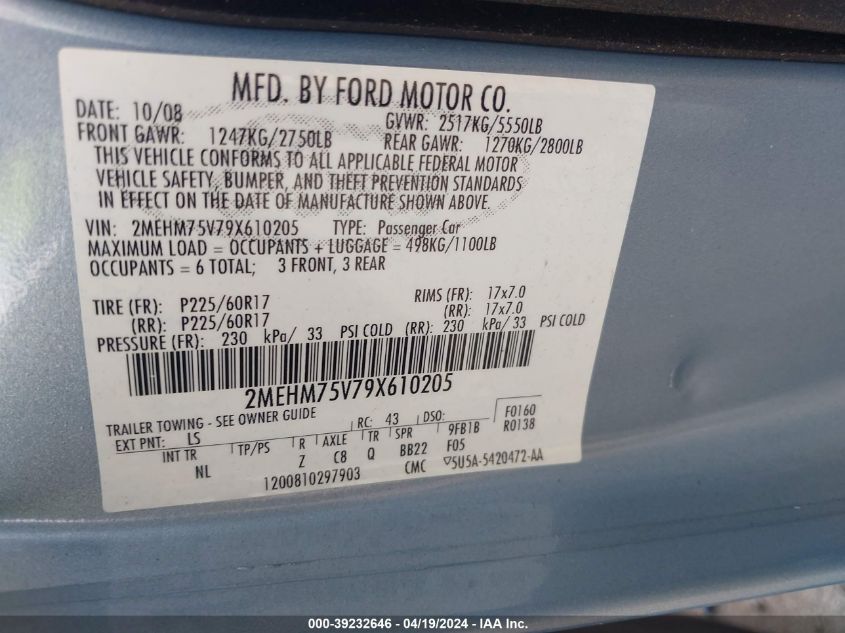 MFD. BY FORD MOTOR CO.
DATE: 10/08 GVWR: 2517KG/5550LB
FRONT GAWR: 1247KG/2750LB REAR GAWR: 1270KG/2800LB
THIS VEHICLE CONFORMS TO ALL APPLICABLE FEDERAL MOTOR
VEHICLE SAFETY, BUMPER, AND THEFT PREVENTION STANDARDS
IN EFFECT ON THE DATE OF MANUFACTURE SHOWN ABOVE.
VIN: 2MEHM75V79X610205 TYPE: Passenger Car
MAXIMUM LOAD = OCCUPANTS + LUGGAGE = 498KG/1100LB
OCCUPANTS = 6 TOTAL; 3 FRONT, 3 REAR
TIRE (FR): P225/60R17 RIMS (FR): 17x7.0
(RR): P225/60R17 (RR): 17x7.0
PRESSURE (FR): 230 kPa/ 33 PSI COLD (RR): 230 kPa/ 33 PSI COLD
2MEHM75V79X610205
TRAILER TOWING - SEE OWNER GUIDE RC: 43 DSO: F0160
EXT PNT: LS 9FB1B R0138
INT TR TP/PS R AXLE TR SPR F05
NL Z C8 Q BB22
1200810297903 CMC ▽5U5A-5420472-AA
000-39232646 - 04/19/2024 - IAA Inc.